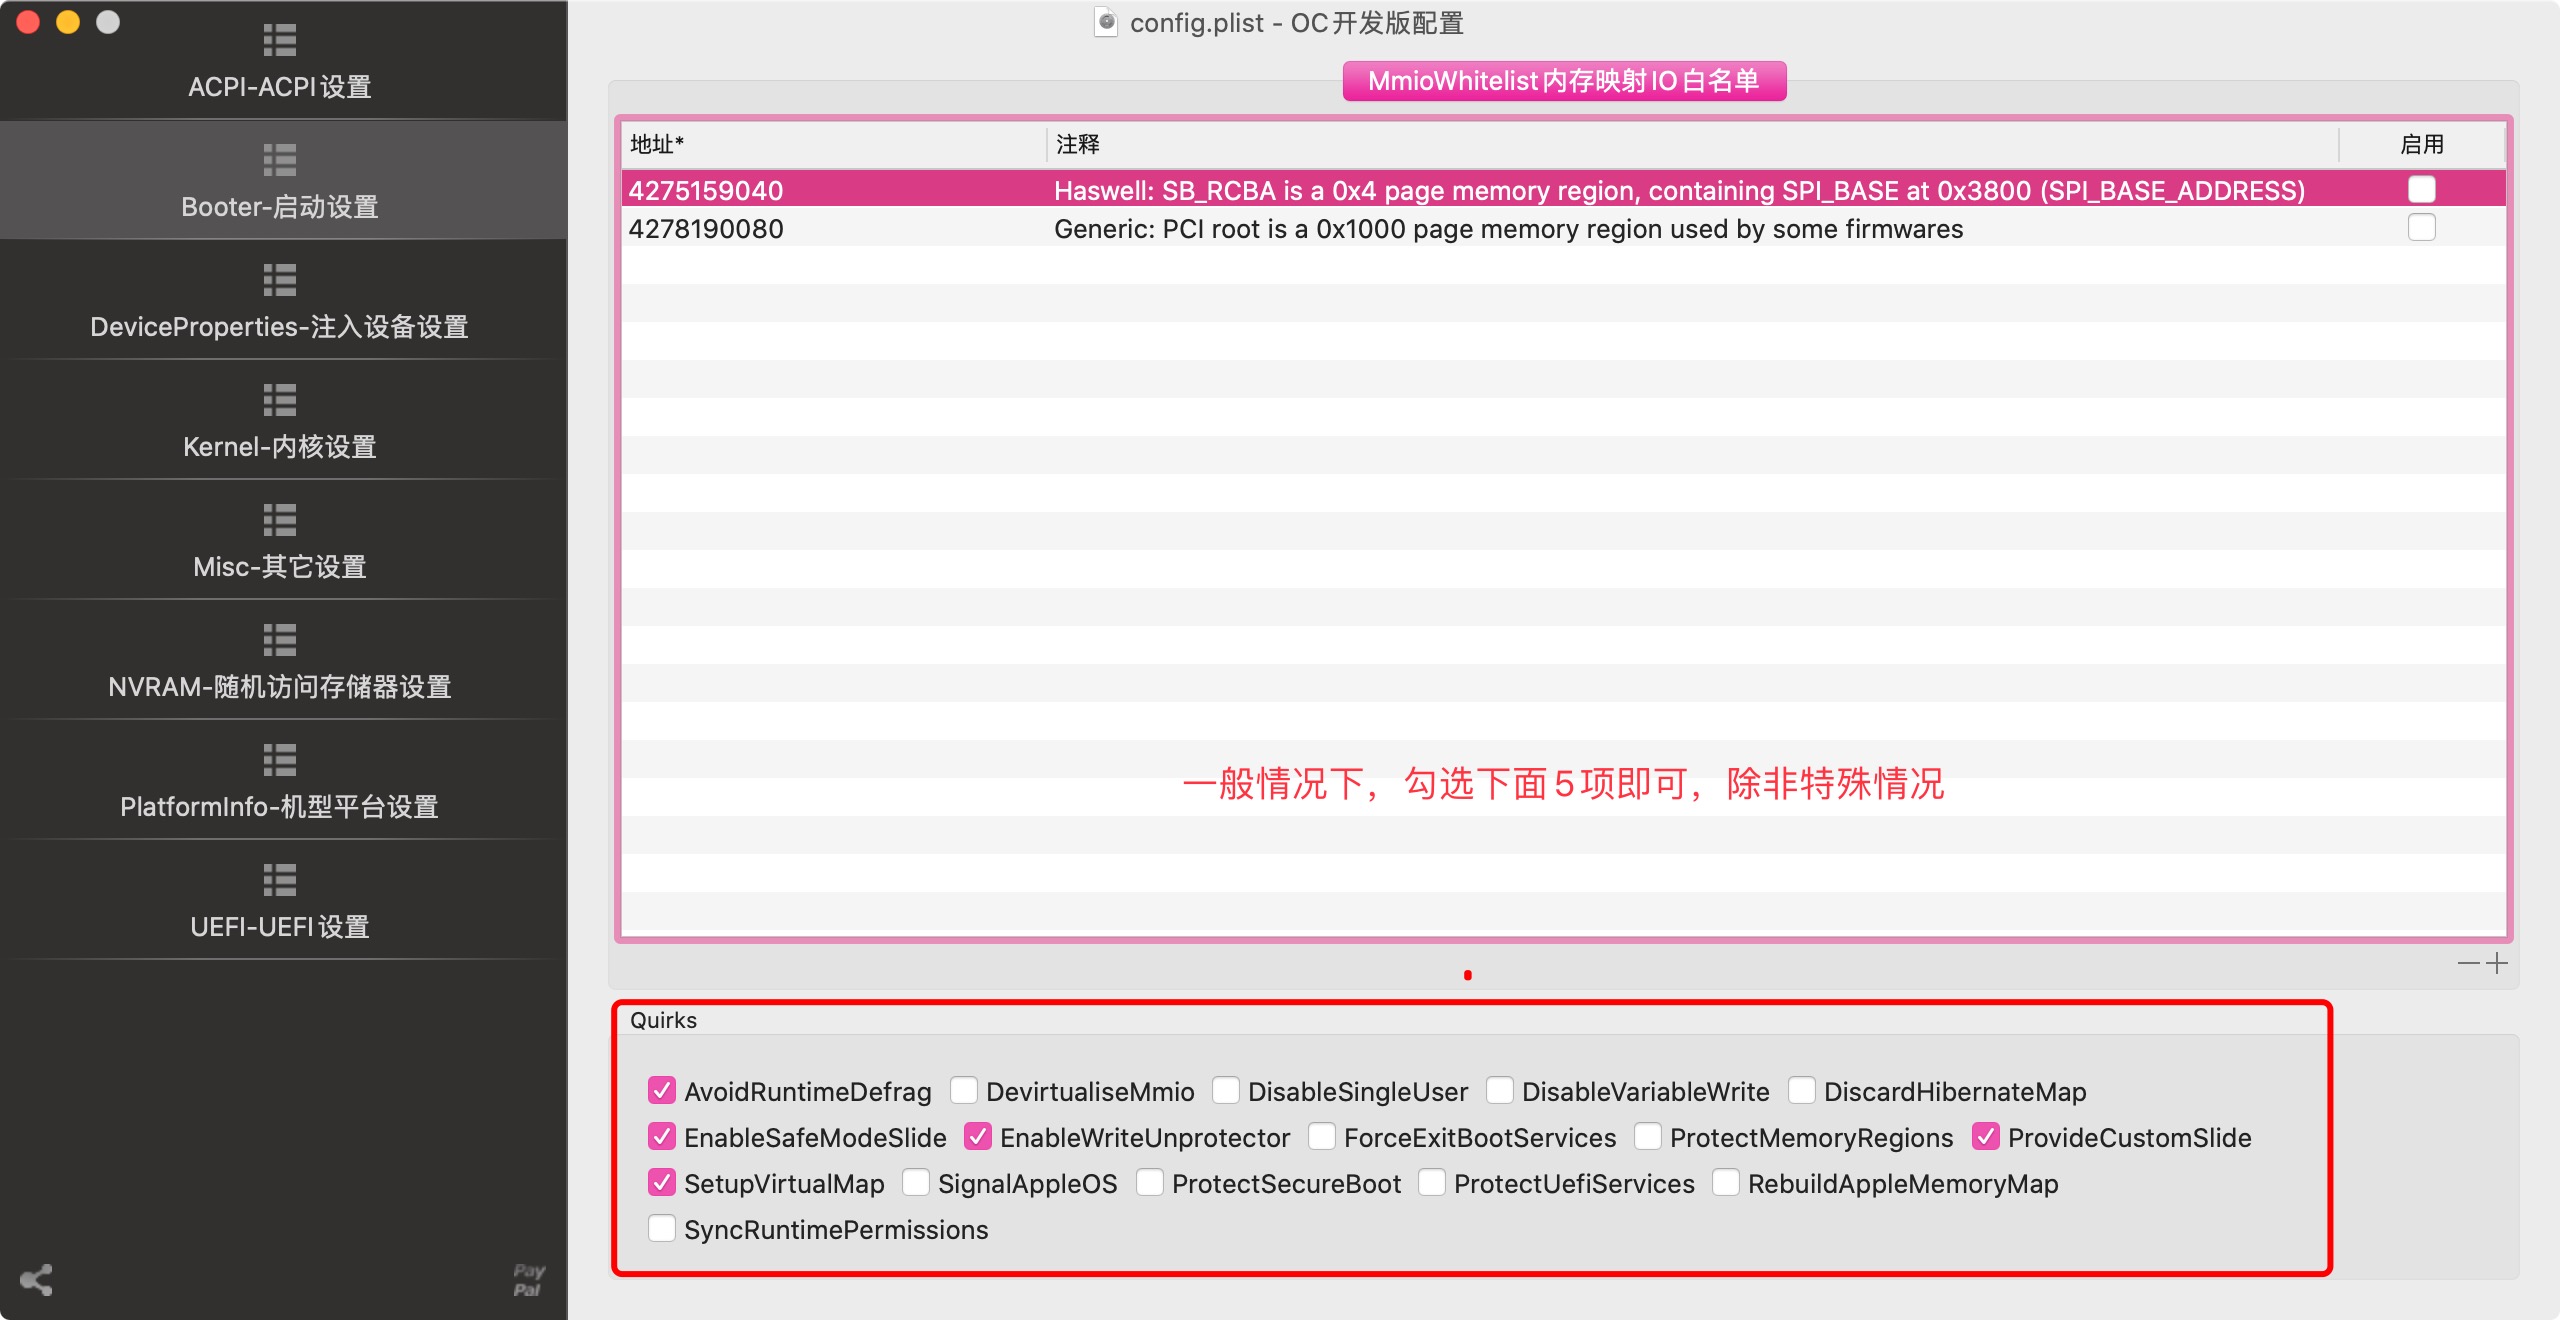 config.plist - OC开发版配置
ACPI-ACPI设置
Booter-启动设置
DeviceProperties-注入设备设置
Kernel-内核设置
Misc-其它设置
NVRAM-随机访问存储器设置
PlatformInfo-机型平台设置
UEFI-UEFI设置
Pay
Pal
MmioWhitelist内存映射IO白名单
地址* 注释 启用
4275159040 Haswell: SB_RCBA is a 0x4 page memory region, containing SPI_BASE at 0x3800 (SPI_BASE_ADDRESS)
4278190080 Generic: PCI root is a 0x1000 page memory region used by some firmwares
一般情况下，勾选下面5项即可，除非特殊情况
Quirks
AvoidRuntimeDefrag DevirtualiseMmio DisableSingleUser DisableVariableWrite DiscardHibernateMap
EnableSafeModeSlide EnableWriteUnprotector ForceExitBootServices ProtectMemoryRegions ProvideCustomSlide
SetupVirtualMap SignalAppleOS ProtectSecureBoot ProtectUefiServices RebuildAppleMemoryMap
SyncRuntimePermissions